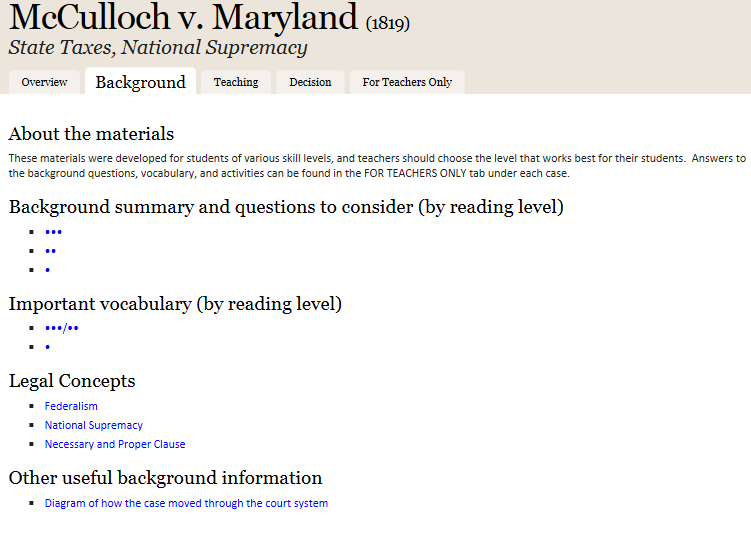 McCulloch v. Maryland (1819)
State Taxes, National Supremacy
Overview
Background
Teaching
Decision
For Teachers Only
About the materials
These materials were developed for students of various skill levels, and teachers should choose the level that works best for their students.  Answers to
the background questions, vocabulary, and activities can be found in the FOR TEACHERS ONLY tab under each case.
Background summary and questions to consider (by reading level)
▪ •••
▪ ••
▪ •
Important vocabulary (by reading level)
▪ •••/••
▪ •
Legal Concepts
▪ Federalism
▪ National Supremacy
▪ Necessary and Proper Clause
Other useful background information
▪ Diagram of how the case moved through the court system